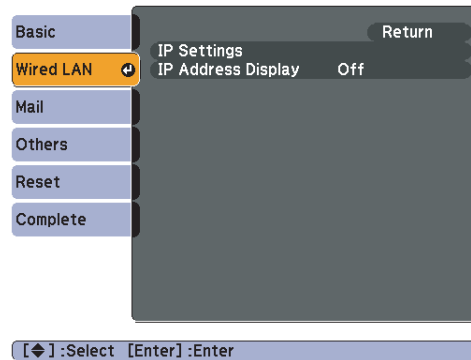 Basic
Wired LAN
Mail
Others
Reset
Complete
Return
IP Settings
IP Address Display Off
[◆] :Select [Enter] :Enter